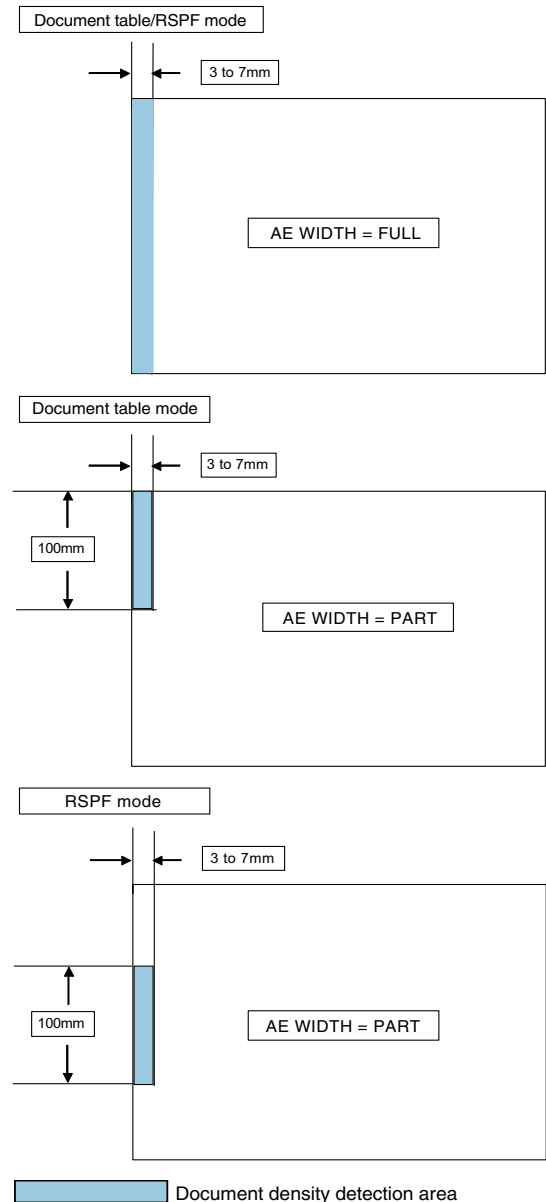 Document table/RSPF mode
3 to 7mm
AE WIDTH = FULL
Document table mode
3 to 7mm
100mm
AE WIDTH = PART
RSPF mode
3 to 7mm
100mm
AE WIDTH = PART
Document density detection area